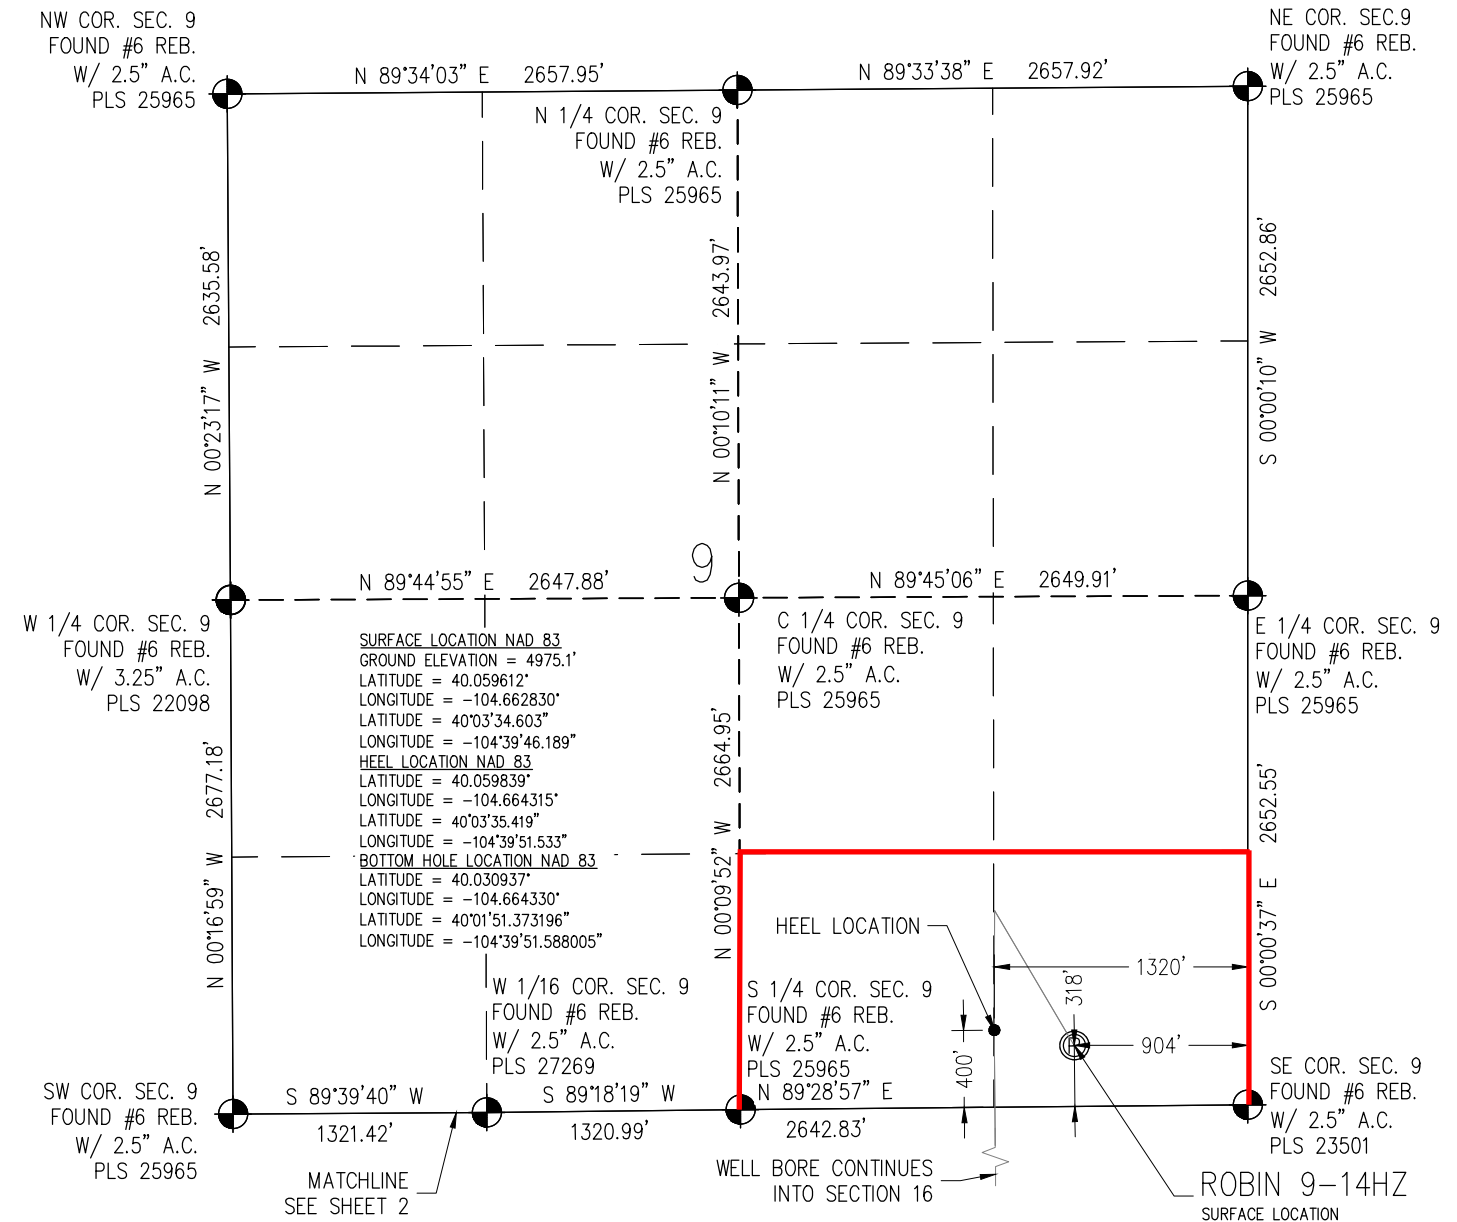 NW COR. SEC. 9
FOUND #6 REB.
W/ 2.5" A.C.
PLS 25965
N 89°34'03" E 2657.95'
N 89°33'38" E 2657.92'
NE COR. SEC.9
FOUND #6 REB.
W/ 2.5" A.C.
PLS 25965
N 1/4 COR. SEC. 9
FOUND #6 REB.
W/ 2.5" A.C.
PLS 25965
N 00°23'17" W 2635.58'
N 00°10'11" W 2643.97'
S 00°00'10" W 2652.86'
9
N 89°44'55" E 2647.88'
N 89°45'06" E 2649.91'
W 1/4 COR. SEC. 9
FOUND #6 REB.
W/ 3.25" A.C.
PLS 22098
C 1/4 COR. SEC. 9
FOUND #6 REB.
W/ 2.5" A.C.
PLS 25965
E 1/4 COR. SEC. 9
FOUND #6 REB.
W/ 2.5" A.C.
PLS 25965
SURFACE LOCATION NAD 83
GROUND ELEVATION = 4975.1'
LATITUDE = 40.059612°
LONGITUDE = -104.662830°
LATITUDE = 40°03'34.603"
LONGITUDE = -104°39'46.189"
HEEL LOCATION NAD 83
LATITUDE = 40.059839°
LONGITUDE = -104.664315°
LATITUDE = 40°03'35.419"
LONGITUDE = -104°39'51.533"
BOTTOM HOLE LOCATION NAD 83
LATITUDE = 40.030937°
LONGITUDE = -104.664330°
LATITUDE = 40°01'51.373196"
LONGITUDE = -104°39'51.588005"
N 00°16'59" W 2677.18'
N 00°09'52" W 2664.95'
S 00°00'37" E 2652.55'
HEEL LOCATION
1320'
318'
904'
400'
W 1/16 COR. SEC. 9
FOUND #6 REB.
W/ 2.5" A.C.
PLS 27269
S 1/4 COR. SEC. 9
FOUND #6 REB.
W/ 2.5" A.C.
PLS 25965
SW COR. SEC. 9
FOUND #6 REB.
W/ 2.5" A.C.
PLS 25965
S 89°39'40" W
1321.42'
S 89°18'19" W
1320.99'
N 89°28'57" E
2642.83'
SE COR. SEC. 9
FOUND #6 REB.
W/ 2.5" A.C.
PLS 23501
MATCHLINE
SEE SHEET 2
WELL BORE CONTINUES
INTO SECTION 16
ROBIN 9-14HZ
SURFACE LOCATION